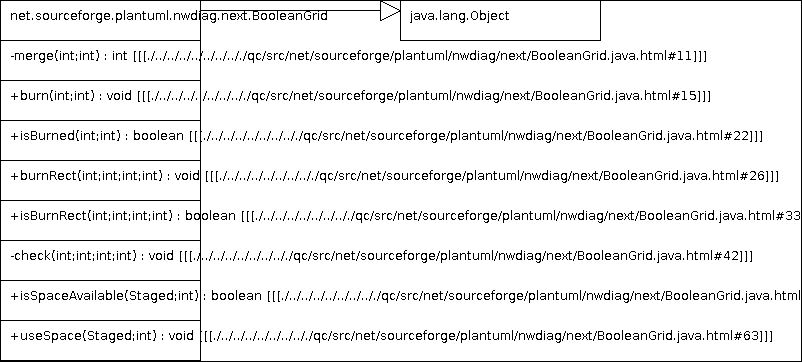 net.sourceforge.plantuml.nwdiag.next.BooleanGrid
java.lang.Object
-merge(int;int) : int [[[./../../../../../../../../qc/src/net/sourceforge/plantuml/nwdiag/next/BooleanGrid.java.html#11]]]
+burn(int;int) : void [[[./../../../../../../../../qc/src/net/sourceforge/plantuml/nwdiag/next/BooleanGrid.java.html#15]]]
+isBurned(int;int) : boolean [[[./../../../../../../../../qc/src/net/sourceforge/plantuml/nwdiag/next/BooleanGrid.java.html#22]]]
+burnRect(int;int;int;int) : void [[[./../../../../../../../../qc/src/net/sourceforge/plantuml/nwdiag/next/BooleanGrid.java.html#26]]]
+isBurnRect(int;int;int;int) : boolean [[[./../../../../../../../../qc/src/net/sourceforge/plantuml/nwdiag/next/BooleanGrid.java.html#33
-check(int;int;int;int) : void [[[./../../../../../../../../qc/src/net/sourceforge/plantuml/nwdiag/next/BooleanGrid.java.html#42]]]
+isSpaceAvailable(Staged;int) : boolean [[[./../../../../../../../../qc/src/net/sourceforge/plantuml/nwdiag/next/BooleanGrid.java.html
+useSpace(Staged;int) : void [[[./../../../../../../../../qc/src/net/sourceforge/plantuml/nwdiag/next/BooleanGrid.java.html#63]]]